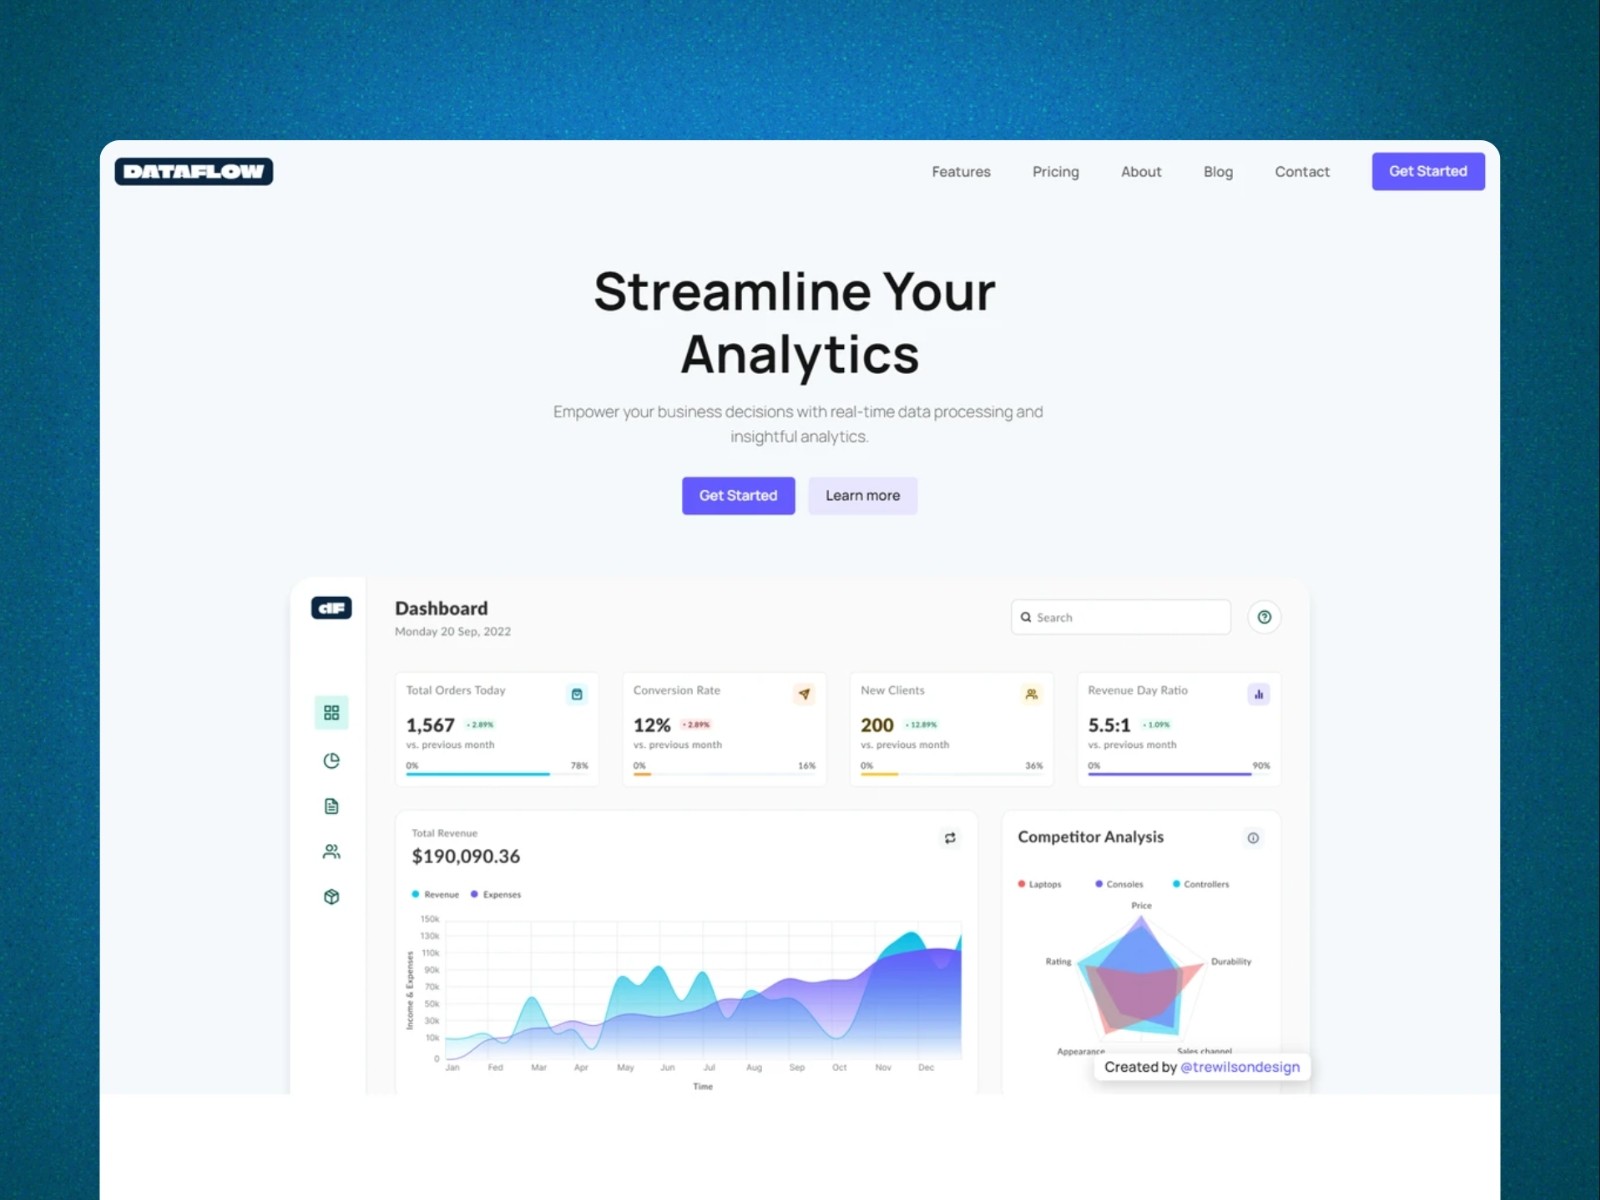 DATAFLOW
Features
Pricing
About
Blog
Contact
Get Started
Streamline Your
Analytics
Empower your business decisions with real-time data processing and
insightful analytics.
Get Started
Learn more
dF
Dashboard
Monday 20 Sep, 2022
Search
Total Orders Today
1,567
2.89%
vs. previous month
0%
78%
Conversion Rate
12%
2.89%
vs. previous month
0%
16%
New Clients
200
12.89%
vs. previous month
0%
36%
Revenue Day Ratio
5.5:1
1.09%
vs. previous month
0%
90%
Total Revenue
$190,090.36
Revenue
Expenses
150k
130k
110k
90k
70k
50k
30k
10k
0
Income & Expenses
Jan
Fed
Mar
Apr
May
Jun
Jul
Aug
Sep
Oct
Nov
Dec
Time
Competitor Analysis
Laptops
Consoles
Controllers
Price
Rating
Durability
Appearance
Sales channel
Created by @trewilsondesign